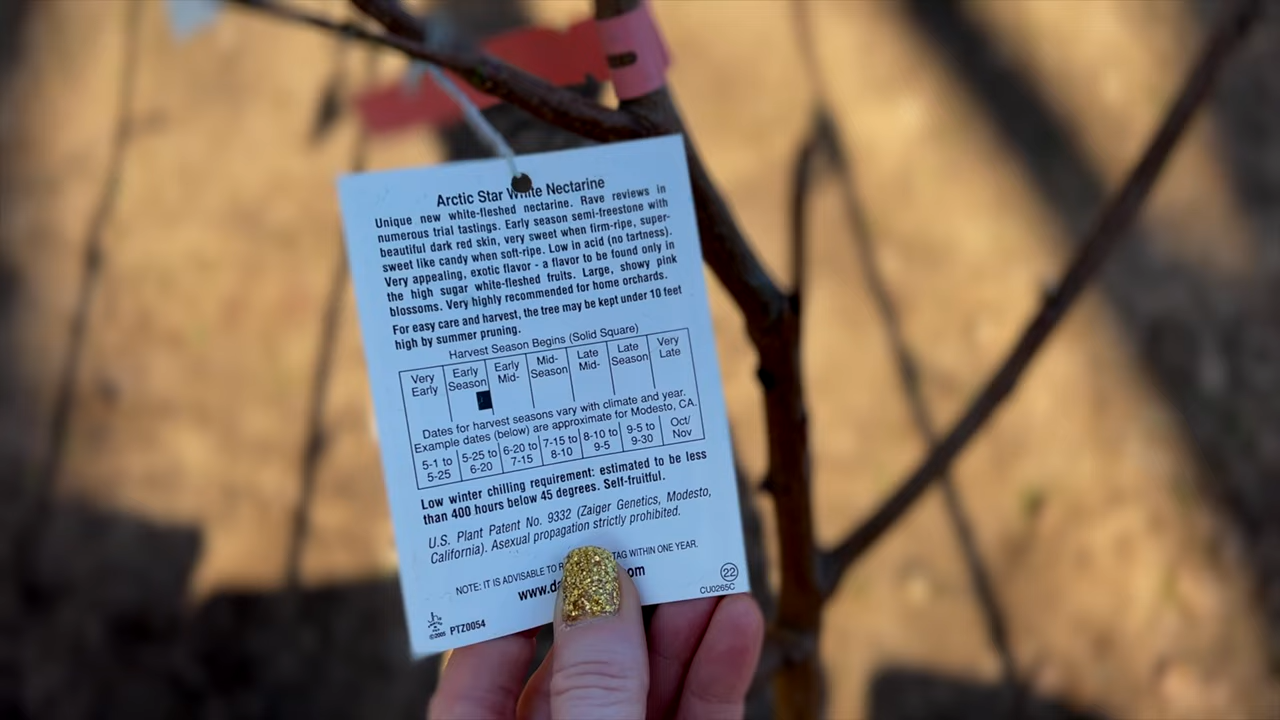 Arctic Star White Nectarine
Unique new white-fleshed nectarine. Rave reviews in
numerous trial tastings. Early season semi-freestone with
beautiful dark red skin, very sweet when firm-ripe, super-
sweet like candy when soft-ripe. Low in acid (no tartness).
Very appealing, exotic flavor - a flavor to be found only in
the high sugar white-fleshed fruits. Large, showy pink
blossoms. Very highly recommended for home orchards.
For easy care and harvest, the tree may be kept under 10 feet
high by summer pruning.
Harvest Season Begins (Solid Square)
Very Early Early Season Early Mid- Mid-Season Late Mid- Late Season Very Late
Dates for harvest seasons vary with climate and year.
Example dates (below) are approximate for Modesto, CA.
5-1 to 5-25 5-25 to 6-20 6-20 to 7-15 7-15 to 8-10 8-10 to 9-5 9-5 to 9-30 Oct/Nov
Low winter chilling requirement: estimated to be less
than 400 hours below 45 degrees. Self-fruitful.
U.S. Plant Patent No. 9332 (Zaiger Genetics, Modesto,
California). Asexual propagation strictly prohibited.
NOTE: IT IS ADVISABLE TO TAG WITHIN ONE YEAR.
22
CU0265C
©2005 PTZ0054